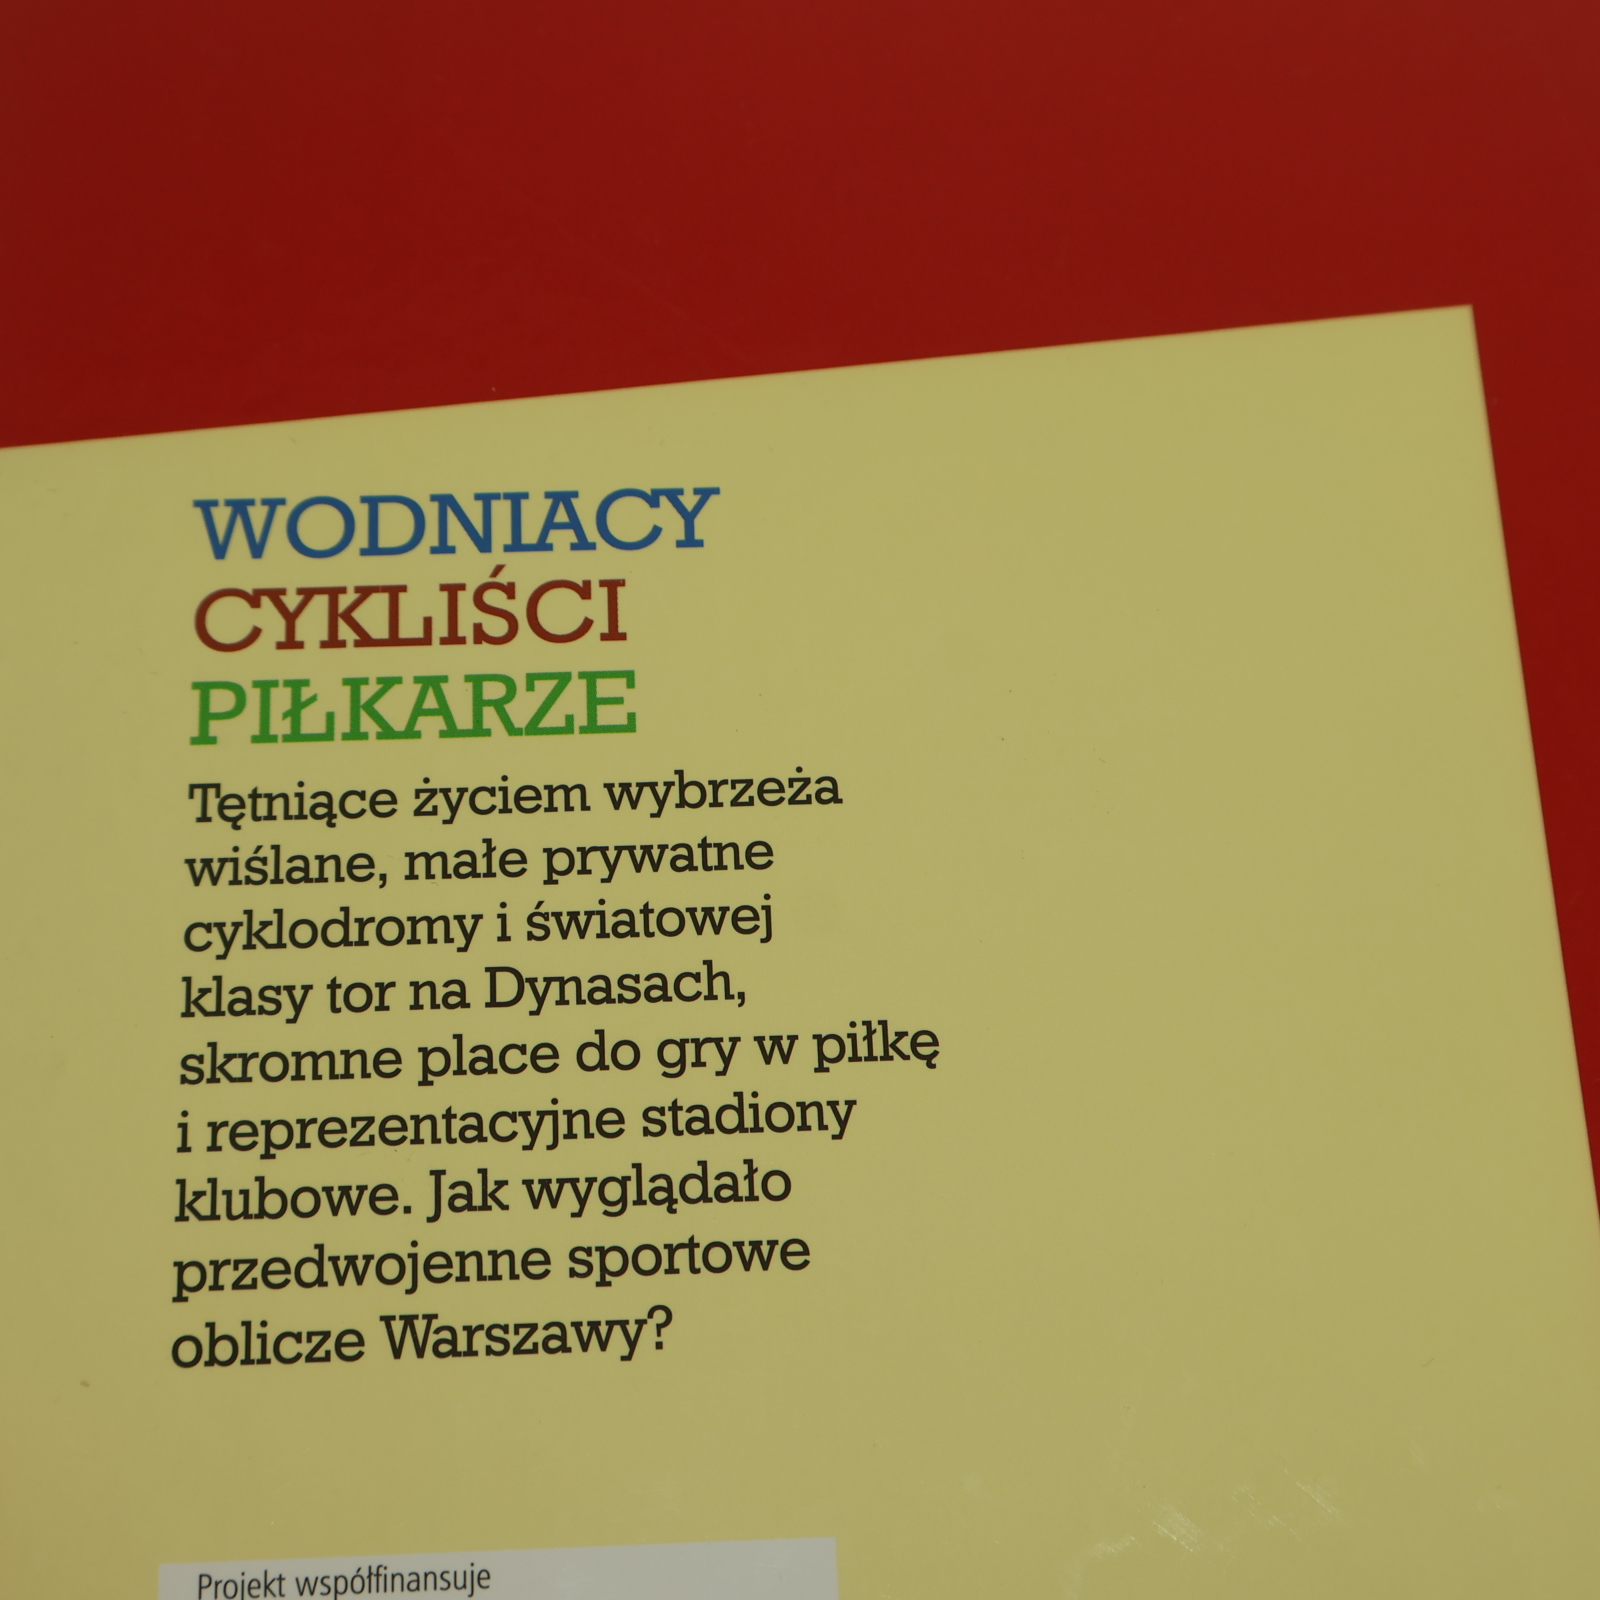 WODNIACY
CYKLIŚCI
PIŁKARZE
Tętniące życiem wybrzeża
wiślane, małe prywatne
cyklodromy i światowej
klasy tor na Dynasach,
skromne place do gry w piłkę
i reprezentacyjne stadiony
klubowe. Jak wyglądało
przedwojenne sportowe
oblicze Warszawy?
Projekt współfinansuje